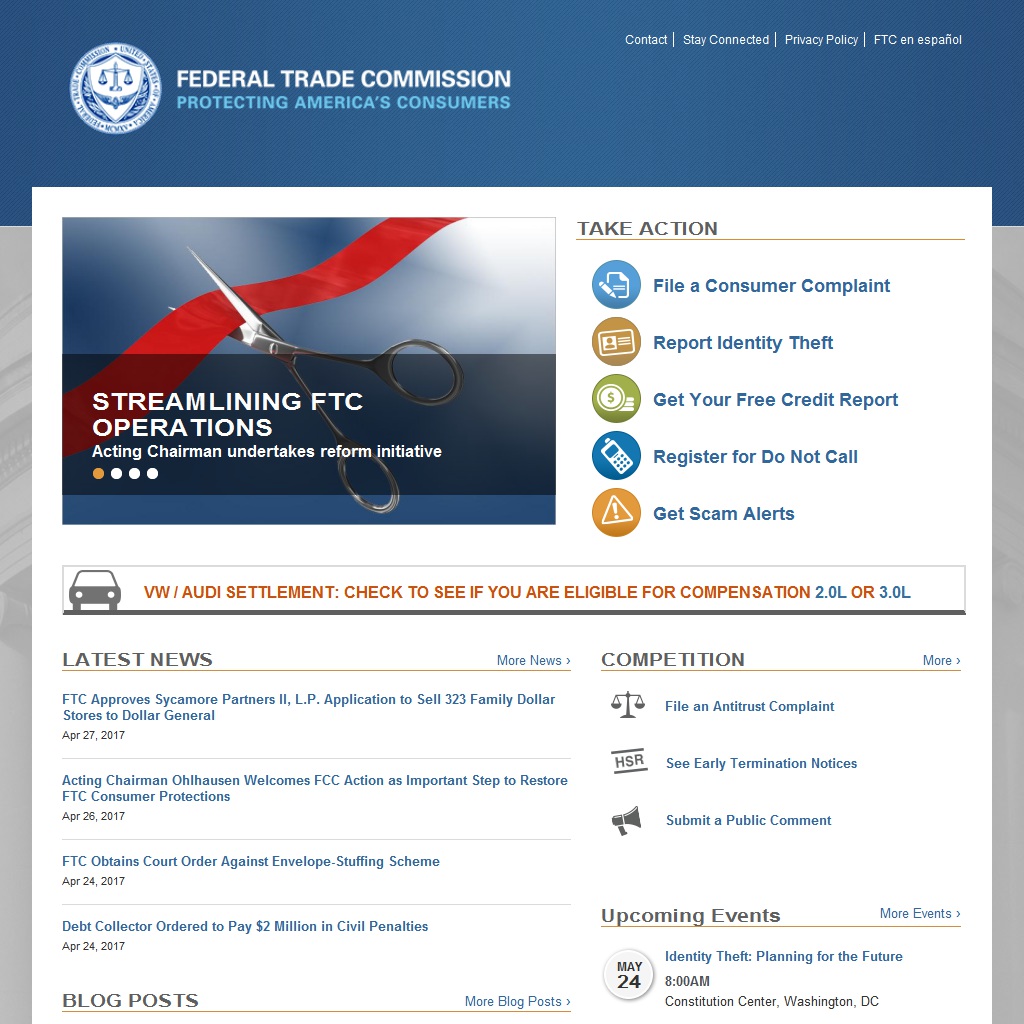 Contact | Stay Connected | Privacy Policy | FTC en español
FEDERAL TRADE COMMISSION
PROTECTING AMERICA'S CONSUMERS
STREAMLINING FTC
OPERATIONS
Acting Chairman undertakes reform initiative
TAKE ACTION
File a Consumer Complaint
Report Identity Theft
Get Your Free Credit Report
Register for Do Not Call
Get Scam Alerts
VW / AUDI SETTLEMENT: CHECK TO SEE IF YOU ARE ELIGIBLE FOR COMPENSATION 2.0L OR 3.0L
LATEST NEWS
More News ›
FTC Approves Sycamore Partners II, L.P. Application to Sell 323 Family Dollar
Stores to Dollar General
Apr 27, 2017
Acting Chairman Ohlhausen Welcomes FCC Action as Important Step to Restore
FTC Consumer Protections
Apr 26, 2017
FTC Obtains Court Order Against Envelope-Stuffing Scheme
Apr 24, 2017
Debt Collector Ordered to Pay $2 Million in Civil Penalties
Apr 24, 2017
BLOG POSTS
More Blog Posts ›
COMPETITION
More ›
File an Antitrust Complaint
HSR
See Early Termination Notices
Submit a Public Comment
Upcoming Events
More Events ›
MAY
24
Identity Theft: Planning for the Future
8:00AM
Constitution Center, Washington, DC